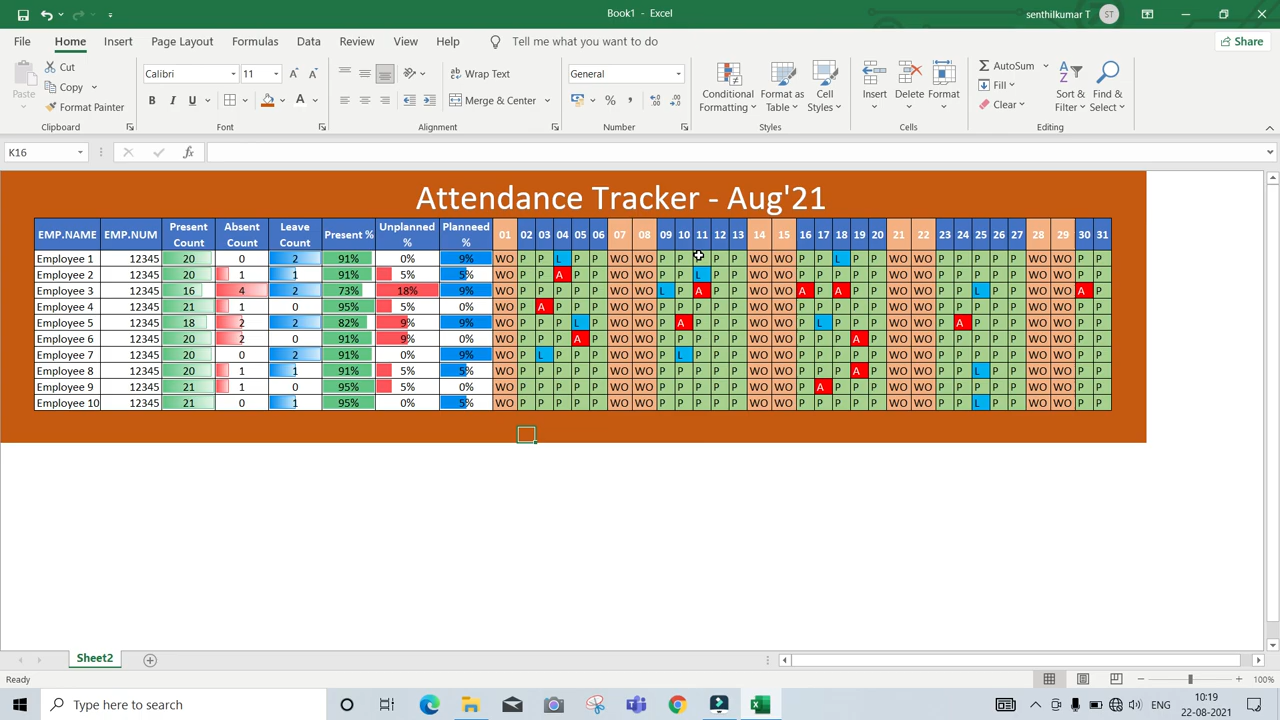 Book1 - Excel
senthilkumar T
ST
File Home Insert Page Layout Formulas Data Review View Help Tell me what you want to do Share
Paste
Cut
Copy
Format Painter
Clipboard
Calibri 11
B I U
Font
Wrap Text
Merge & Center
Alignment
General
Number
Conditional Formatting
Format as Table
Cell Styles
Styles
Insert Delete Format
Cells
AutoSum
Fill
Clear
Sort & Filter
Find & Select
Editing
K16 fx
Attendance Tracker - Aug'21
EMP.NAME EMP.NUM Present Count Absent Count Leave Count Present % Unplanned % Planneed % 01 02 03 04 05 06 07 08 09 10 11 12 13 14 15 16 17 18 19 20 21 22 23 24 25 26 27 28 29 30 31
Employee 1 12345 20 0 2 91% 0% 9% WO P P L P P WO WO P P P P P WO WO P P L P P WO WO P P P P P WO WO P P
Employee 2 12345 20 1 1 91% 5% 5% WO P P A P P WO WO P P L P P WO WO P P P P P WO WO P P P P P WO WO P P
Employee 3 12345 16 4 2 73% 18% 9% WO P P P P P WO WO L P A P P WO WO A P A P P WO WO P P L P P WO WO A P
Employee 4 12345 21 1 0 95% 5% 0% WO P A P P P WO WO P P P P P WO WO P P P P P WO WO P P P P P WO WO P P
Employee 5 12345 18 2 2 82% 9% 9% WO P P P L P WO WO P A P P P WO WO P L P P P WO WO P A P P P WO WO P P
Employee 6 12345 20 2 0 91% 9% 0% WO P P P A P WO WO P P P P P WO WO P P P A P WO WO P P P P P WO WO P P
Employee 7 12345 20 0 2 91% 0% 9% WO P L P P P WO WO P L P P P WO WO P P P P P WO WO P P P P P WO WO P P
Employee 8 12345 20 1 1 91% 5% 5% WO P P P P P WO WO P P P P P WO WO P P P A P WO WO P P L P P WO WO P P
Employee 9 12345 21 1 0 95% 5% 0% WO P P P P P WO WO P P P P P WO WO P A P P P WO WO P P P P P WO WO P P
Employee 10 12345 21 0 1 95% 0% 5% WO P P P P P WO WO P P P P P WO WO P P P P P WO WO P P L P P WO WO P P
Sheet2
Ready
100%
Type here to search
ENG
10:19
22-08-2021